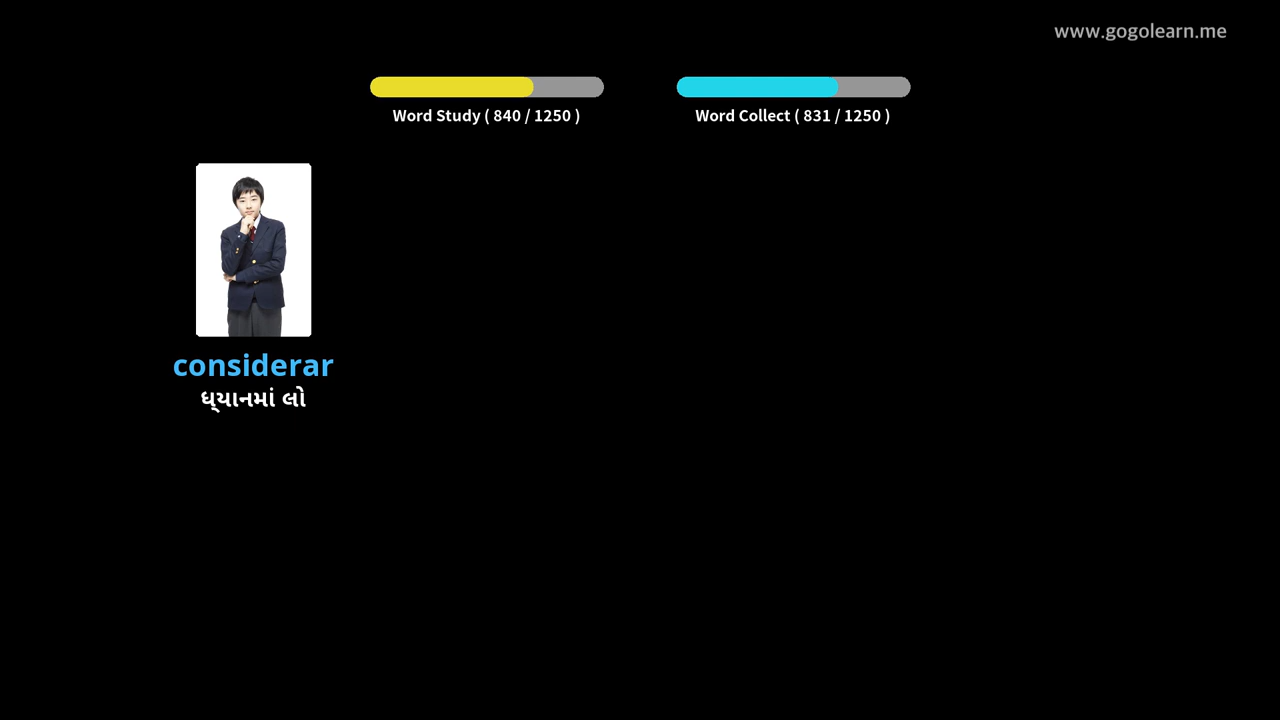 www.gogolearn.me
Word Study ( 840 / 1250 )
Word Collect ( 831 / 1250 )
considerar
ધ્યાનમાં લો